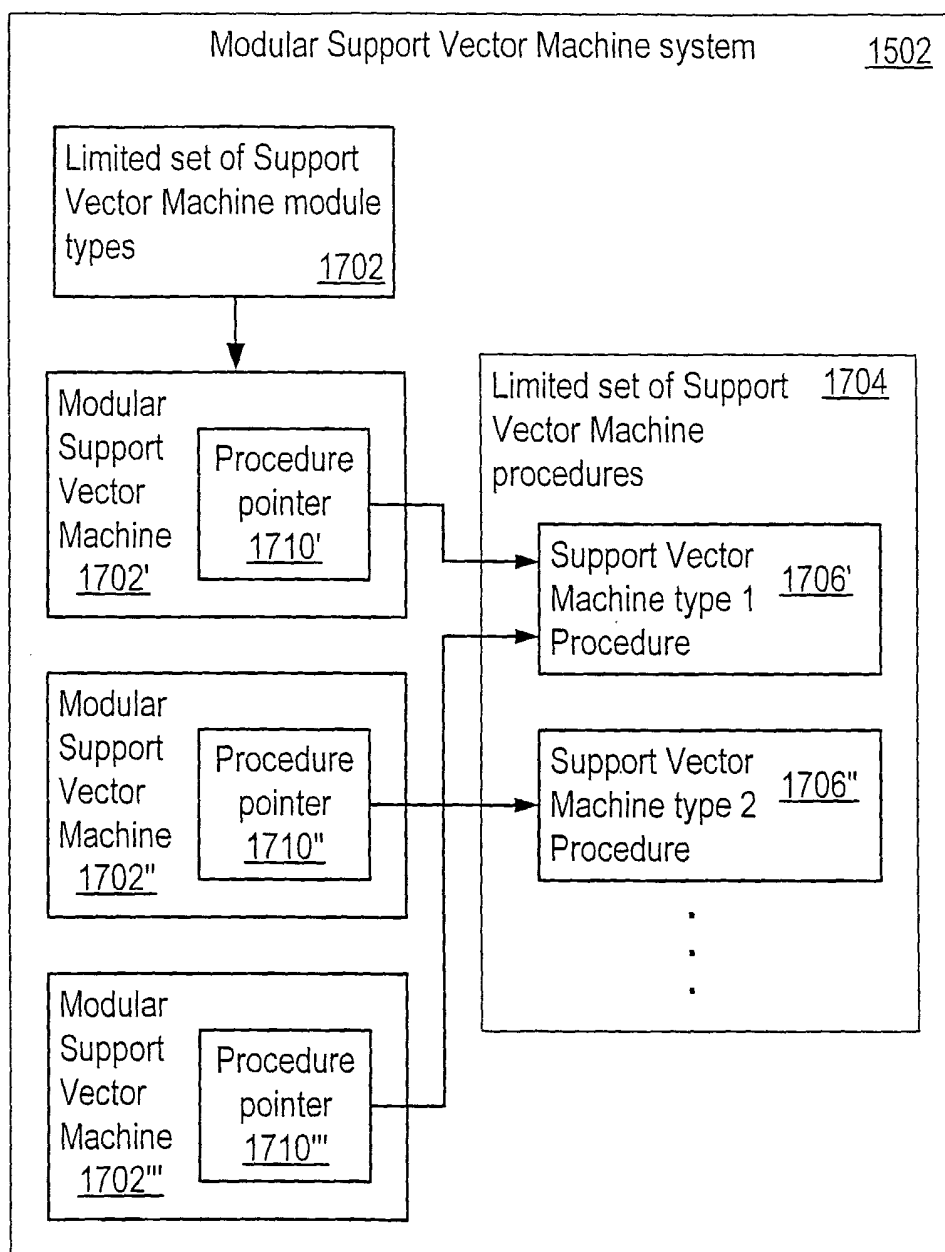 Modular Support Vector Machine system 1502
Limited set of Support
Vector Machine module
types
1702
Modular
Support
Vector
Machine
1702'
Procedure
pointer
1710'
Limited set of Support 1704
Vector Machine
procedures
Support Vector
Machine type 1 1706'
Procedure
Modular
Support
Vector
Machine
1702"
Procedure
pointer
1710"
Support Vector
Machine type 2 1706"
Procedure
Modular
Support
Vector
Machine
1702'''
Procedure
pointer
1710'''